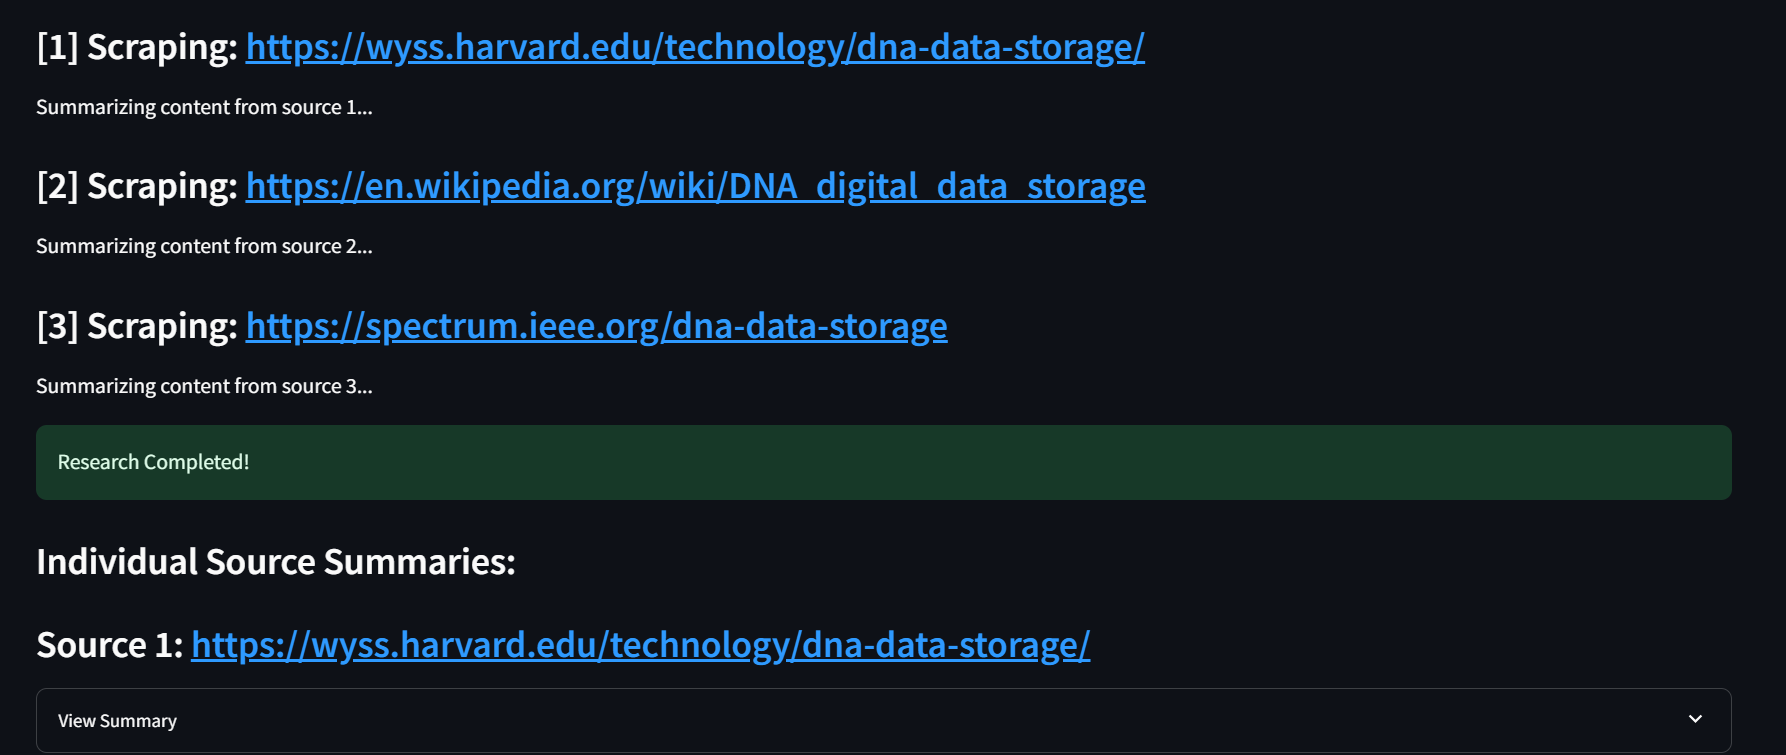 [1] Scraping: https://wyss.harvard.edu/technology/dna-data-storage/
Summarizing content from source 1...
[2] Scraping: https://en.wikipedia.org/wiki/DNA_digital_data_storage
Summarizing content from source 2...
[3] Scraping: https://spectrum.ieee.org/dna-data-storage
Summarizing content from source 3...
Research Completed!
Individual Source Summaries:
Source 1: https://wyss.harvard.edu/technology/dna-data-storage/
View Summary